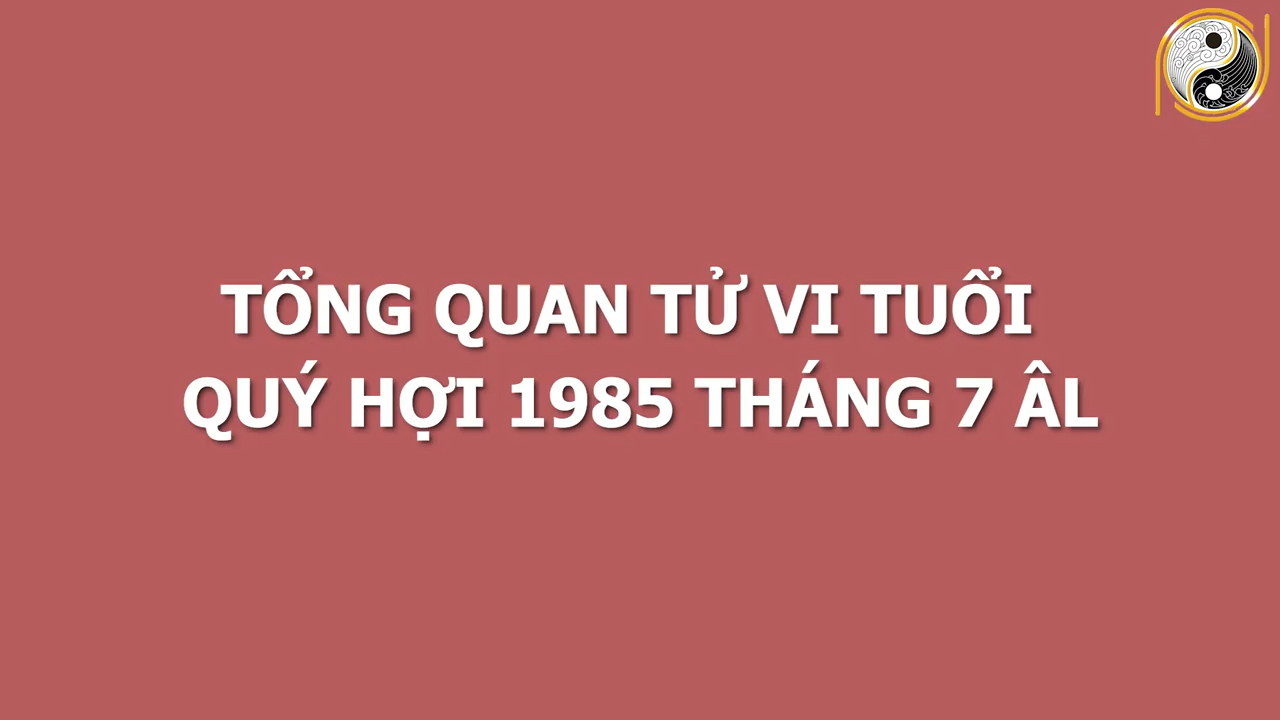 TỔNG QUAN TỬ VI TUỔI
QUÝ HỢI 1985 THÁNG 7 ÂL